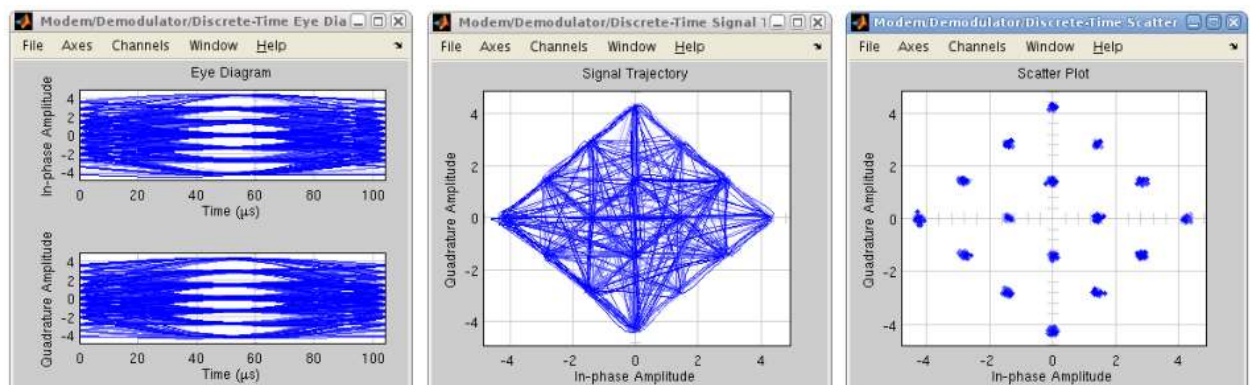 Modem/Demodulator/Discrete-Time Eye Dia
File Axes Channels Window Help
Eye Diagram
In-phase Amplitude
4
2
0
-2
-4
0 20 40 60 80 100
Time (μs)
Quadrature Amplitude
4
2
0
-2
-4
0 20 40 60 80 100
Time (μs)
Modem/Demodulator/Discrete-Time Signal T
File Axes Channels Window Help
Signal Trajectory
Quadrature Amplitude
4
2
0
-2
-4
-4 -2 0 2 4
In-phase Amplitude
Modem/Demodulator/Discrete-Time Scatter
File Axes Channels Window Help
Scatter Plot
Quadrature Amplitude
4
2
0
-2
-4
-4 -2 0 2 4
In-phase Amplitude